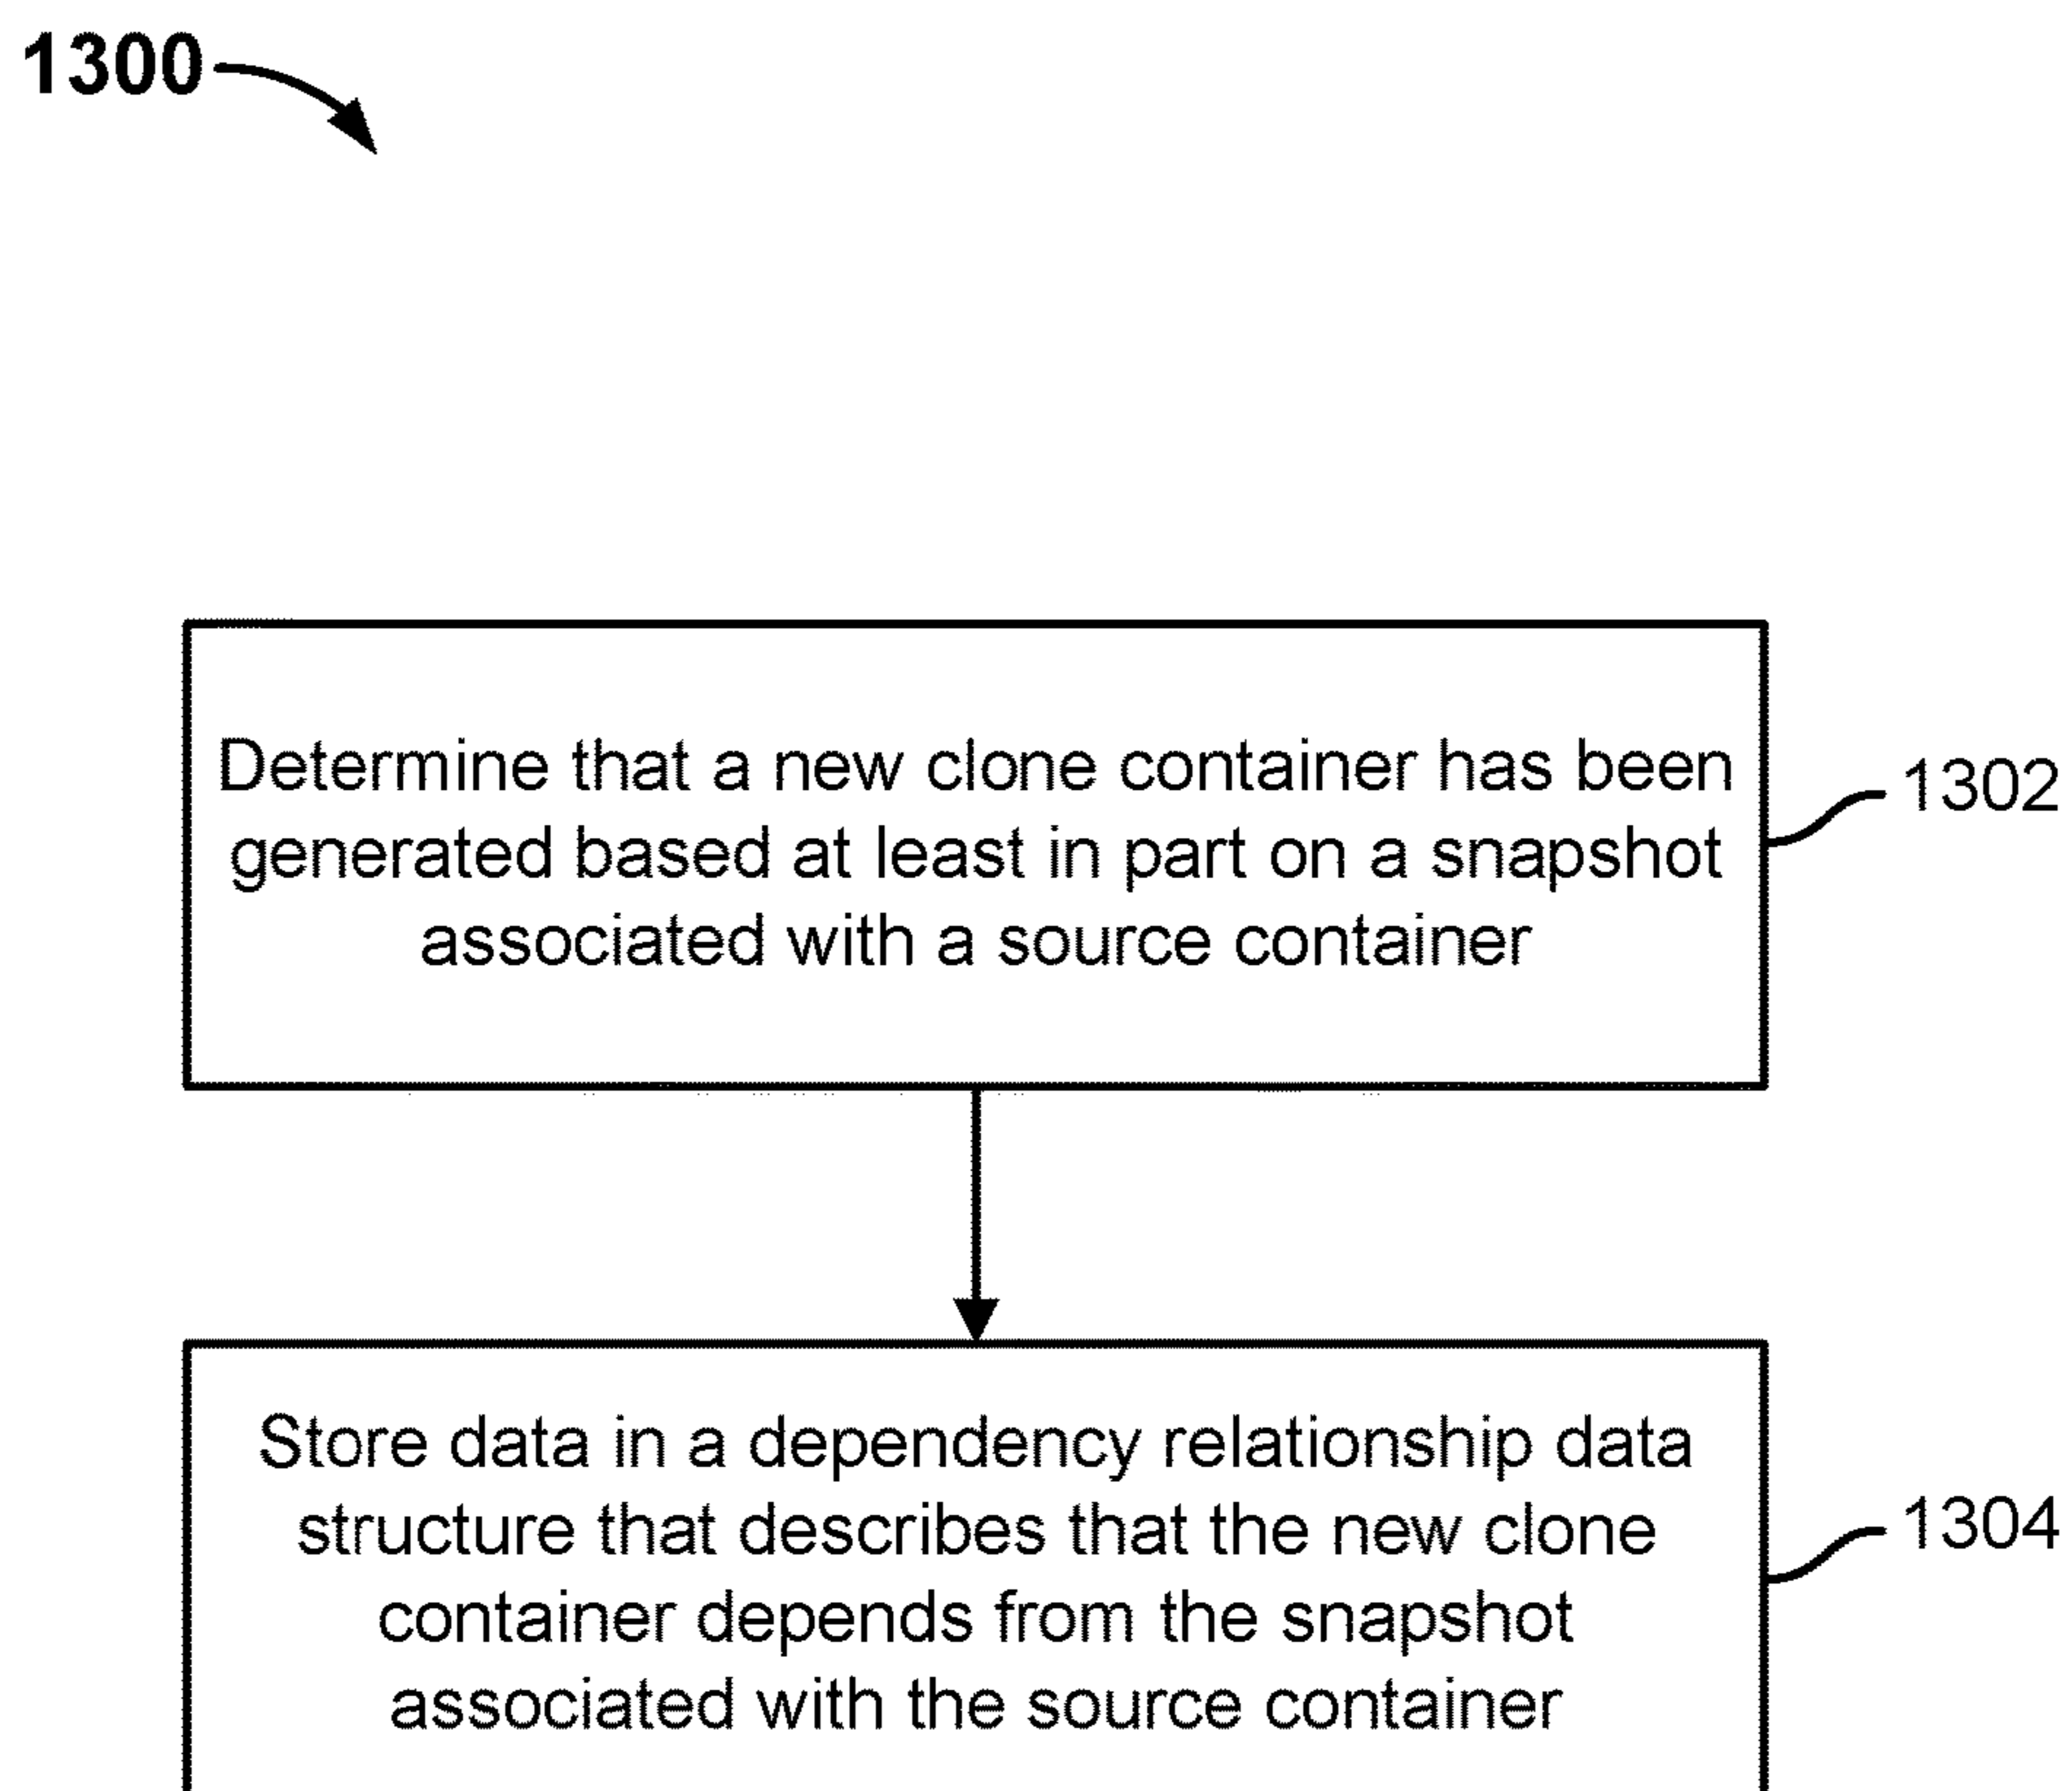 1300
Determine that a new clone container has been
generated based at least in part on a snapshot
associated with a source container
1302
Store data in a dependency relationship data
structure that describes that the new clone
container depends from the snapshot
associated with the source container
1304